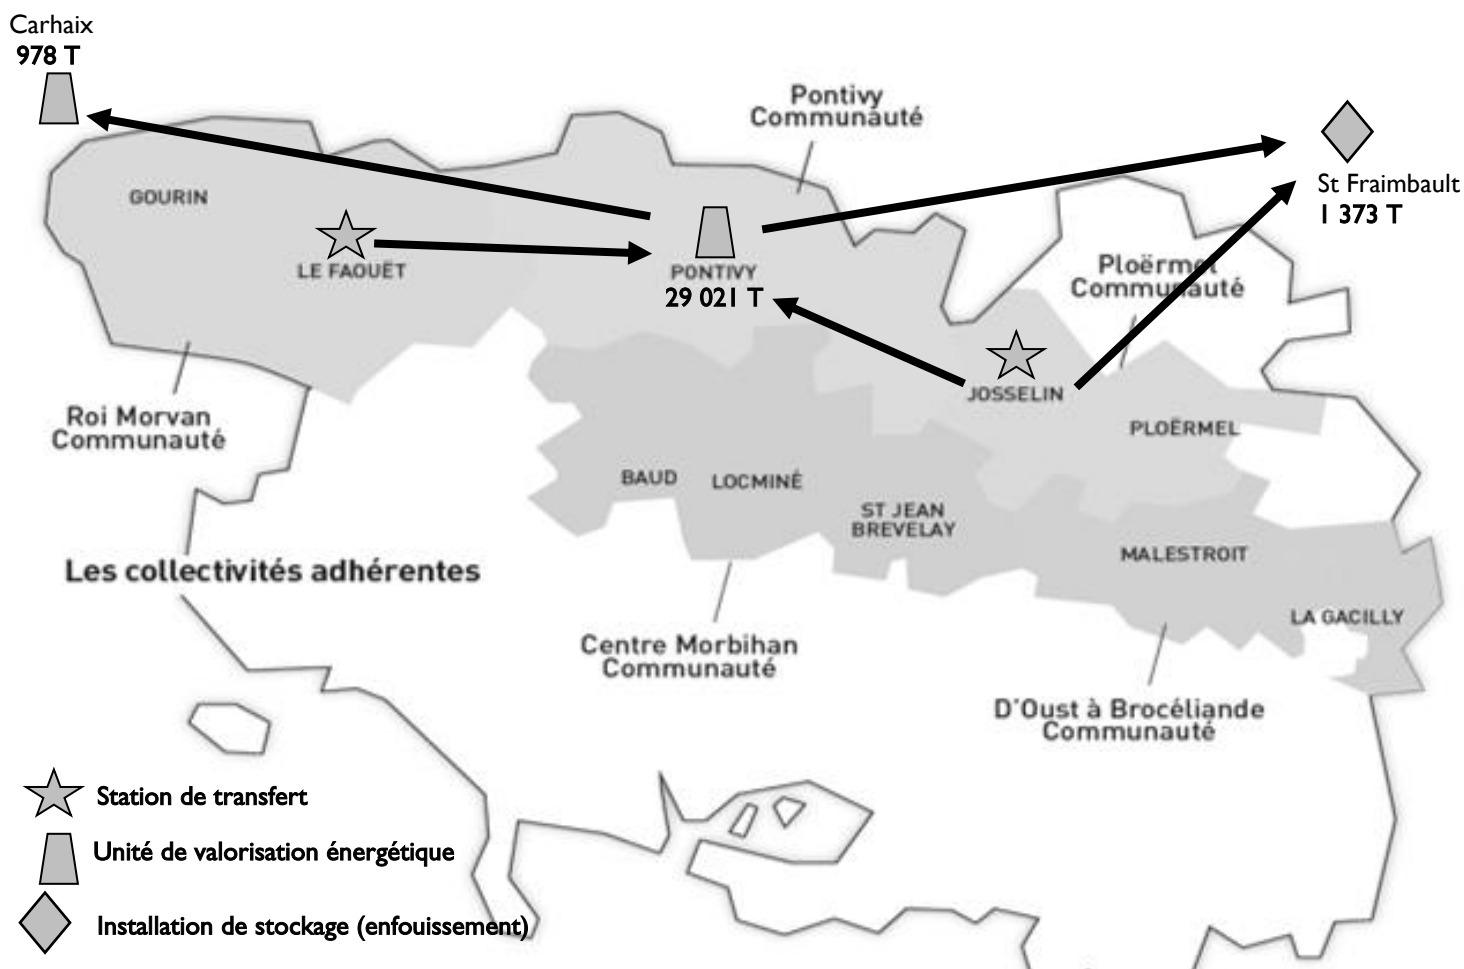 Carhaix
978 T
Pontivy
Communauté
St Fraimbault
1 373 T
GOURIN
LE FAOUËT
PONTIVY
29 021 T
Ploërmel
Communauté
JOSSELIN
Roi Morvan
Communauté
PLOËRMEL
BAUD
LOCMINÉ
ST JEAN
BREVELAY
MALESTROIT
Les collectivités adhérentes
LA GACILLY
Centre Morbihan
Communauté
D'Oust à Brocéliande
Communauté
Station de transfert
Unité de valorisation énergétique
Installation de stockage (enfouissement)